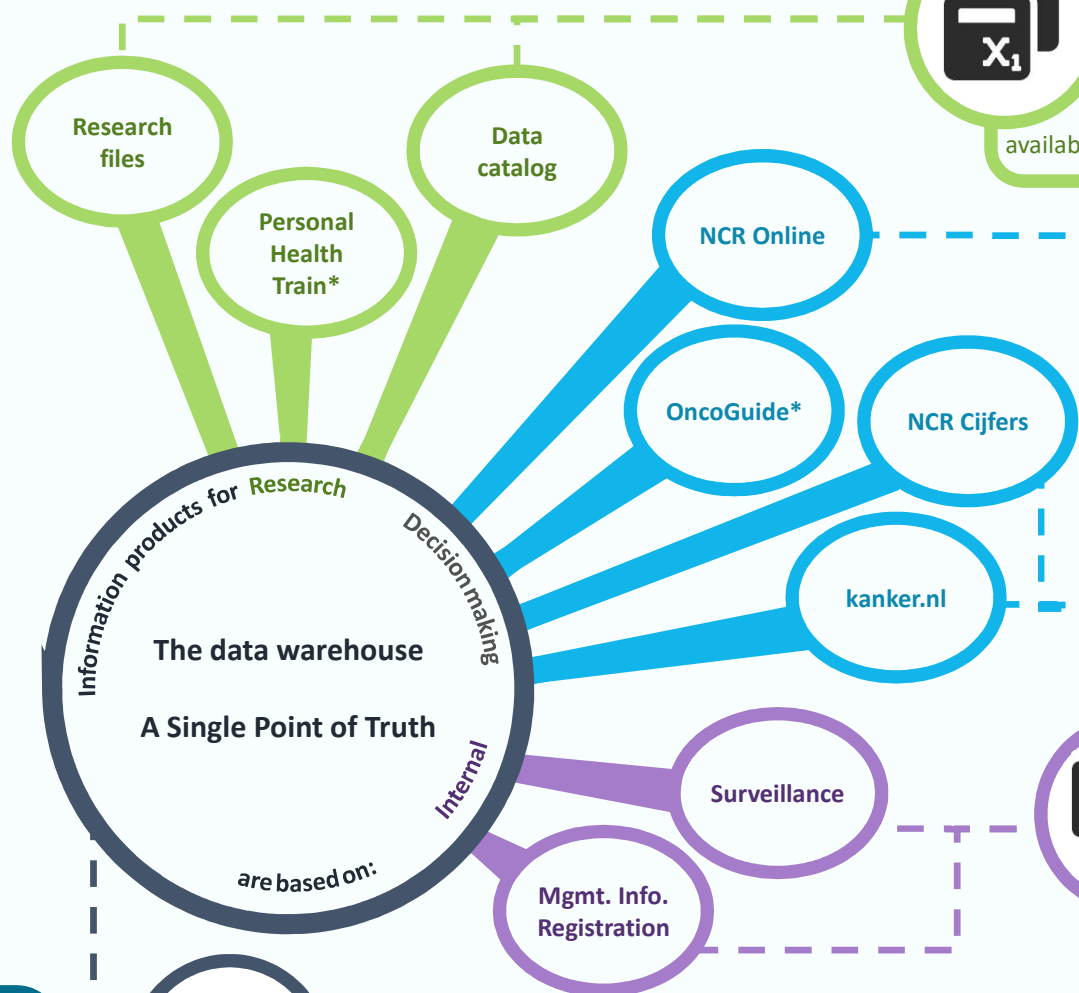 X₁
availab
Research
files
Data
catalog
Personal
Health
Train*
NCR Online
OncoGuide*
NCR Cijfers
kanker.nl
Information products for Research
Decision making
Internal
are based on:
The data warehouse
A Single Point of Truth
Surveillance
Mgmt. Info.
Registration